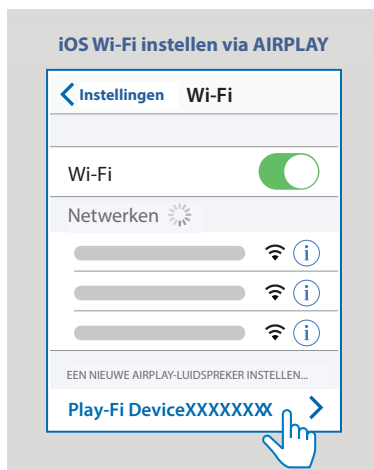 iOS Wi-Fi instellen via AIRPLAY
Instellingen Wi-Fi
Wi-Fi
Netwerken
EEN NIEUWE AIRPLAY-LUIDSPREKER INSTELLEN...
Play-Fi DeviceXXXXXXXX